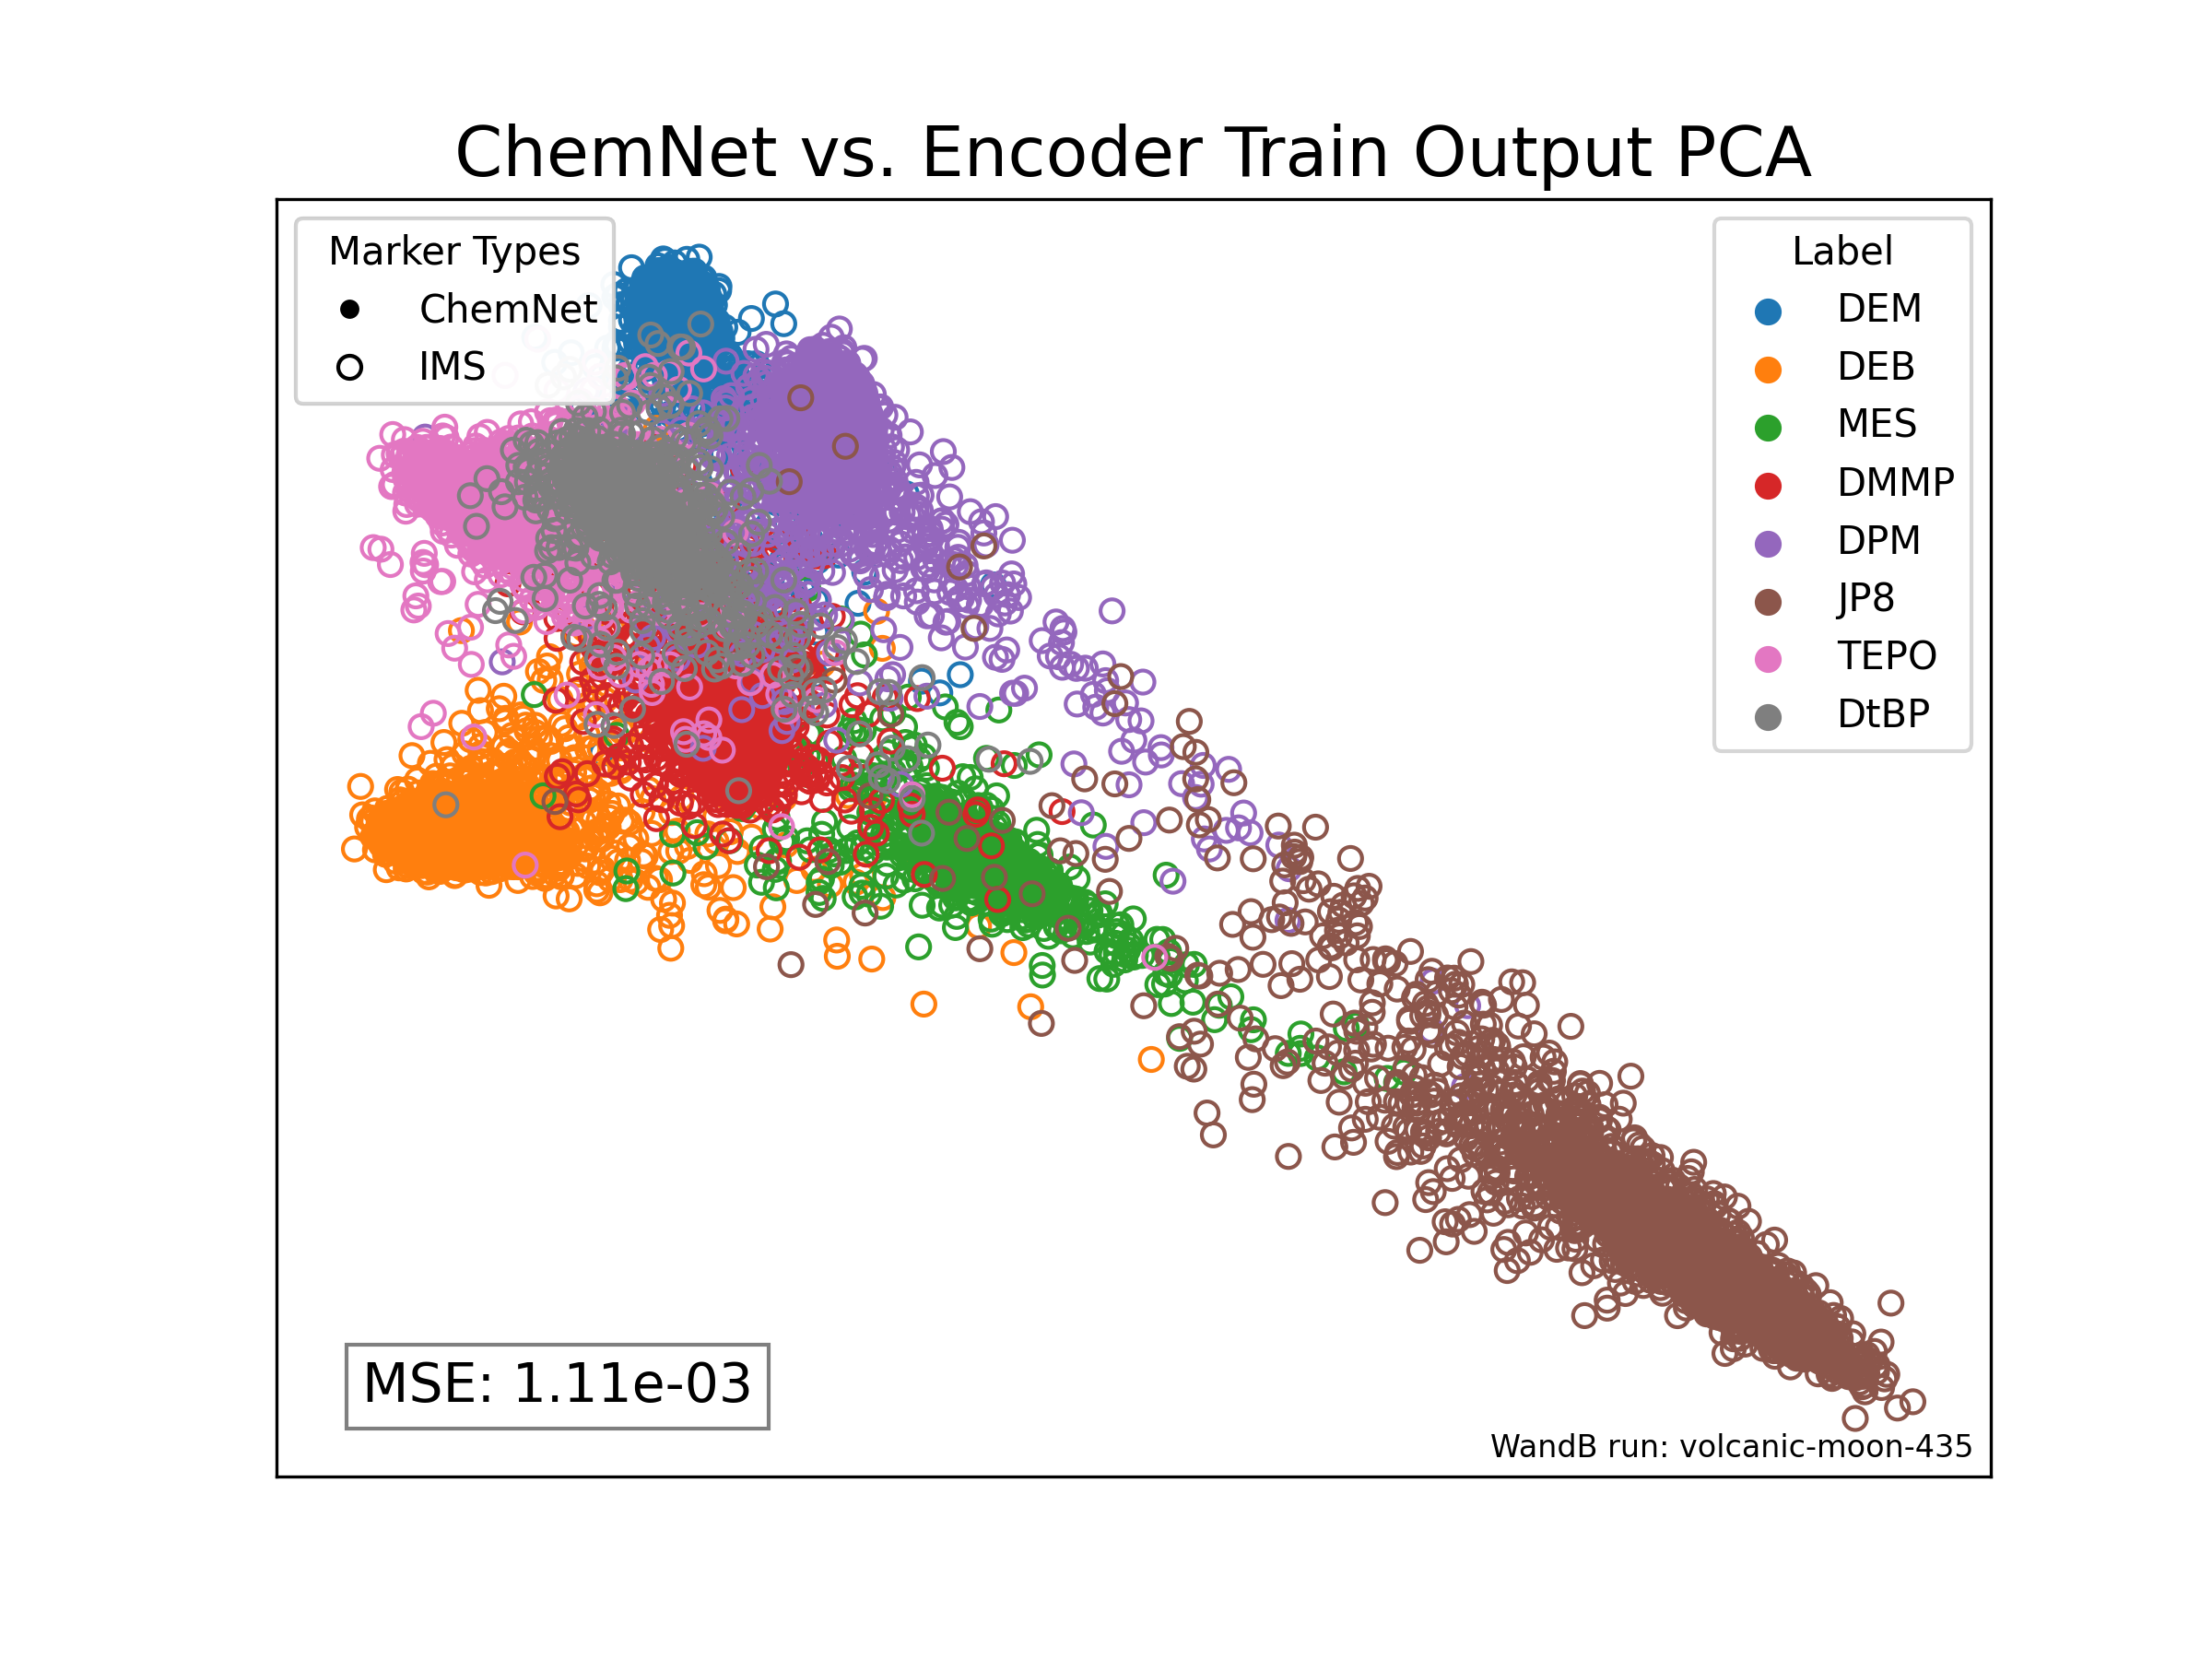 ChemNet vs. Encoder Train Output PCA
Marker Types
ChemNet
IMS
Label
DEM
DEB
MES
DMMP
DPM
JP8
TEPO
DtBP
MSE: 1.11e-03
WandB run: volcanic-moon-435